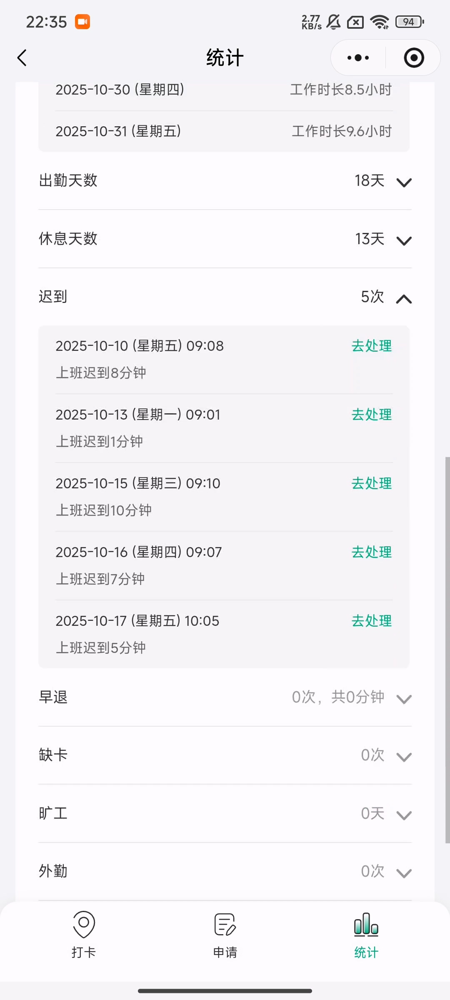 22:35
2.77
KB/s
94
统计
2025-10-30 (星期四) 工作时长8.5小时
2025-10-31 (星期五) 工作时长9.6小时
出勤天数 18天
休息天数 13天
迟到 5次
2025-10-10 (星期五) 09:08 去处理
上班迟到8分钟
2025-10-13 (星期一) 09:01 去处理
上班迟到1分钟
2025-10-15 (星期三) 09:10 去处理
上班迟到10分钟
2025-10-16 (星期四) 09:07 去处理
上班迟到7分钟
2025-10-17 (星期五) 10:05 去处理
上班迟到5分钟
早退 0次，共0分钟
缺卡 0次
旷工 0天
外勤 0次
打卡 申请 统计